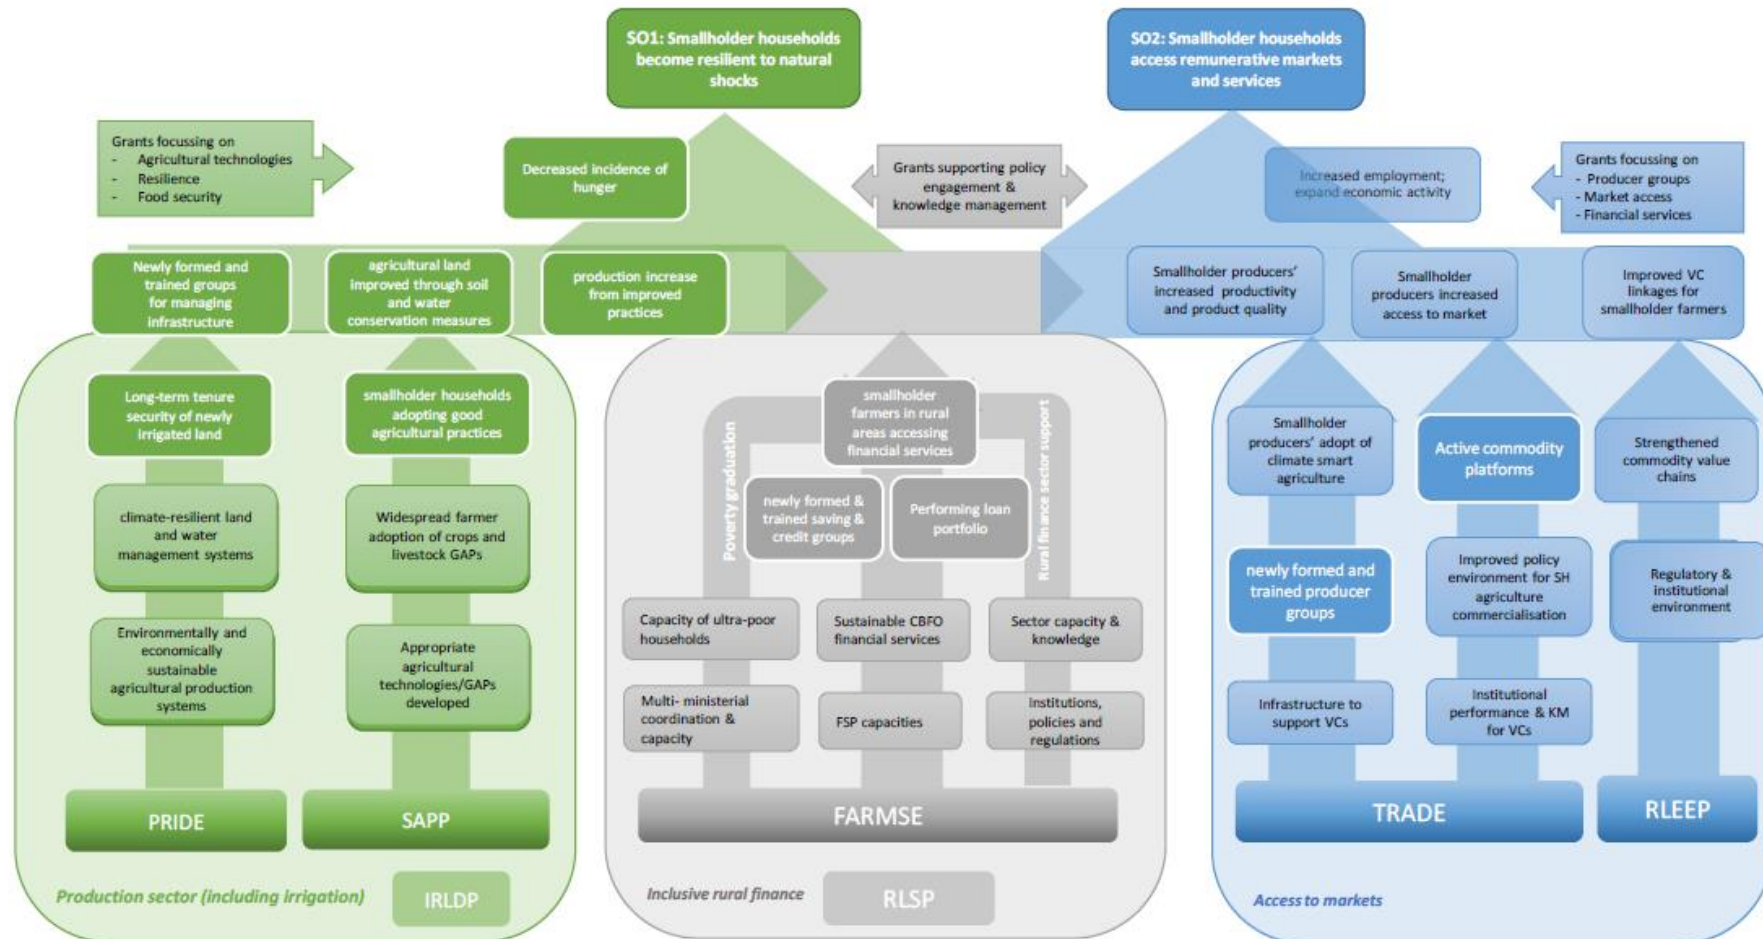 SO1: Smallholder households
become resilient to natural
shocks
SO2: Smallholder households
access remunerative markets
and services
Grants focussing on
- Agricultural technologies
- Resilience
- Food security
Decreased incidence of
hunger
Grants supporting policy
engagement &
knowledge management
Increased employment;
expand economic activity
Grants focussing on
- Producer groups
- Market access
- Financial services
Newly formed and
trained groups
for managing
infrastructure
agricultural land
improved through soil
and water
conservation measures
production increase
from improved
practices
Smallholder producers'
increased productivity
and product quality
Smallholder
producers increased
access to market
Improved VC
linkages for
smallholder farmers
Long-term tenure
security of newly
irrigated land
smallholder households
adopting good
agricultural practices
climate-resilient land
and water
management systems
Widespread farmer
adoption of crops and
livestock GAPs
Environmentally and
economically
sustainable
agricultural production
systems
Appropriate
agricultural
technologies/GAPs
developed
PRIDE
SAPP
Production sector (including irrigation)
IRLDP
Poverty graduation
smallholder
farmers in rural
areas accessing
financial services
Rural finance sector support
newly formed &
trained saving &
credit groups
Performing loan
portfolio
Capacity of ultra-poor
households
Sustainable CBFO
financial services
Sector capacity &
knowledge
Multi- ministerial
coordination &
capacity
FSP capacities
Institutions,
policies and
regulations
FARMSE
Inclusive rural finance
RLSP
Smallholder
producers' adopt of
climate smart
agriculture
Active commodity
platforms
Strengthened
commodity value
chains
newly formed and
trained producer
groups
Improved policy
environment for SH
agriculture
commercialisation
Regulatory &
institutional
environment
Infrastructure to
support VCs
Institutional
performance & KM
for VCs
TRADE
RLEEP
Access to markets